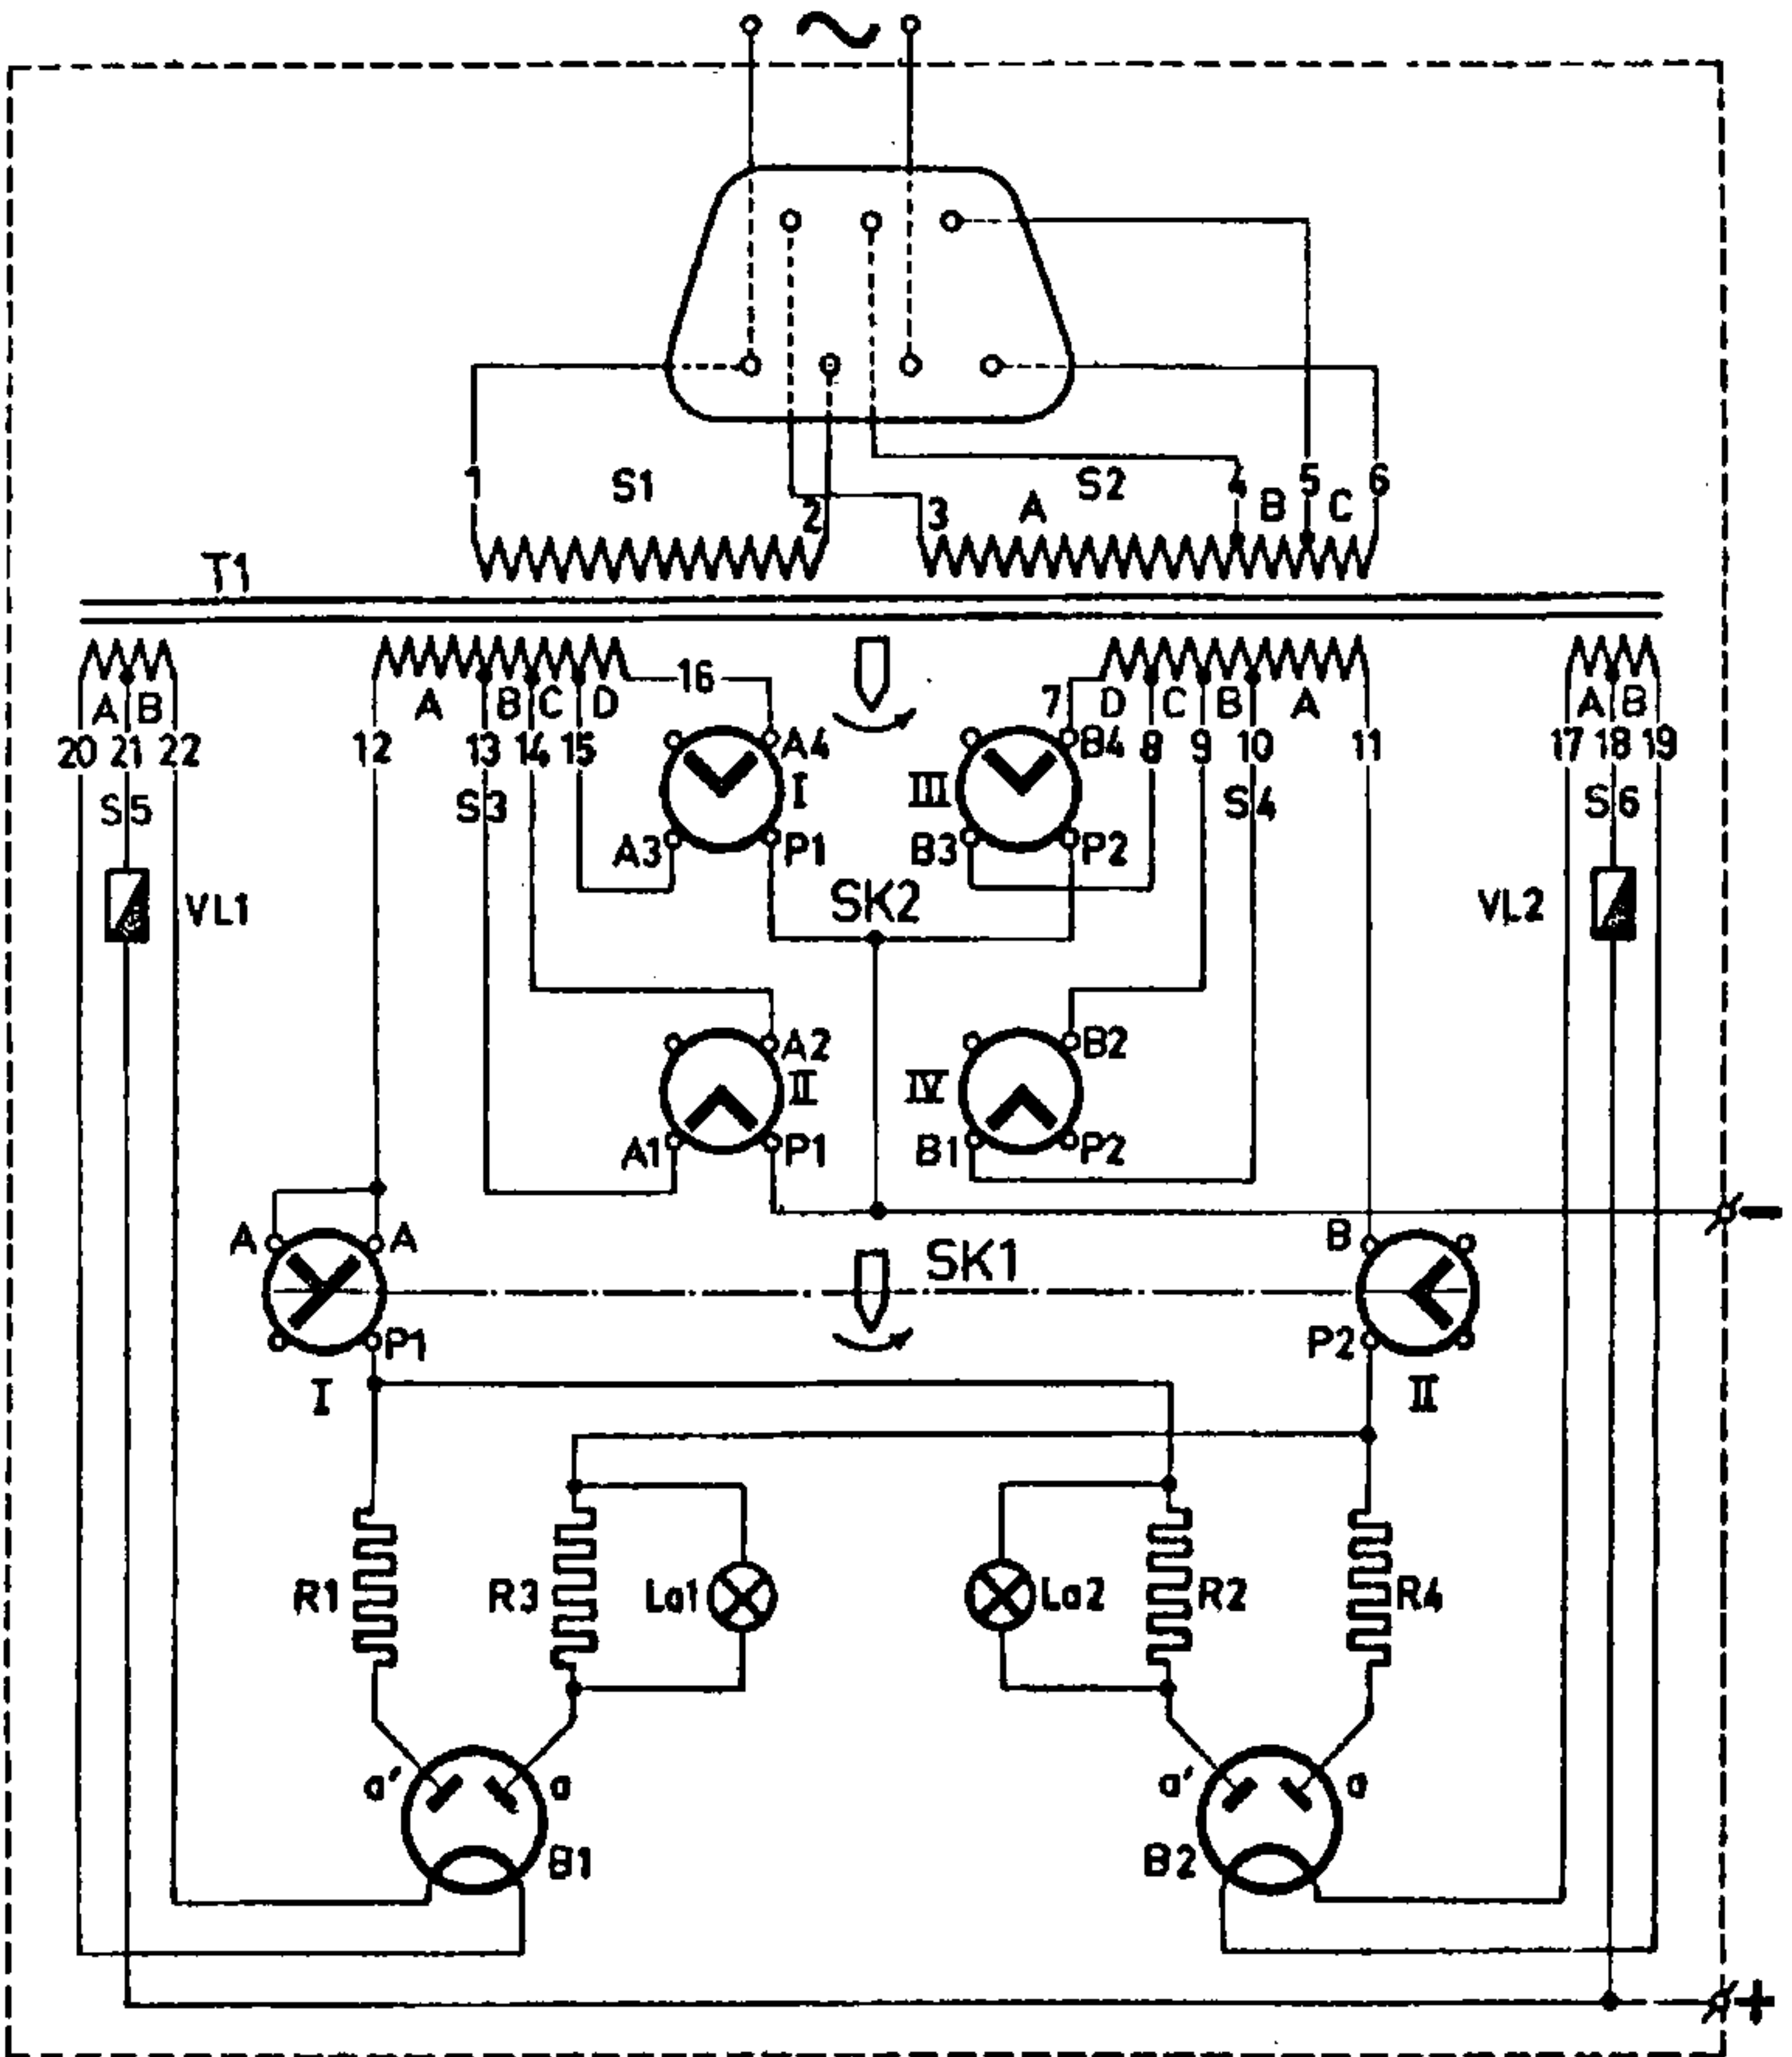 ~
1 S1 2 3 A S2 4 B 5 C 6
T1
A B 20 21 22 S5
12 A 13 B 14 C 15 D 16
S3
7 D 8 C 9 B 10 A 11
S4
A B 17 18 19 S6
A4 I A3 P1
B4 III B3 P2
SK2
VL1
VL2
A2 II A1 P1
B2 IV B1 P2
-
A A P1 I
SK1
B P2 II
R1 R3 La1 La2 R2 R4
a' a B1
a' a B2
+